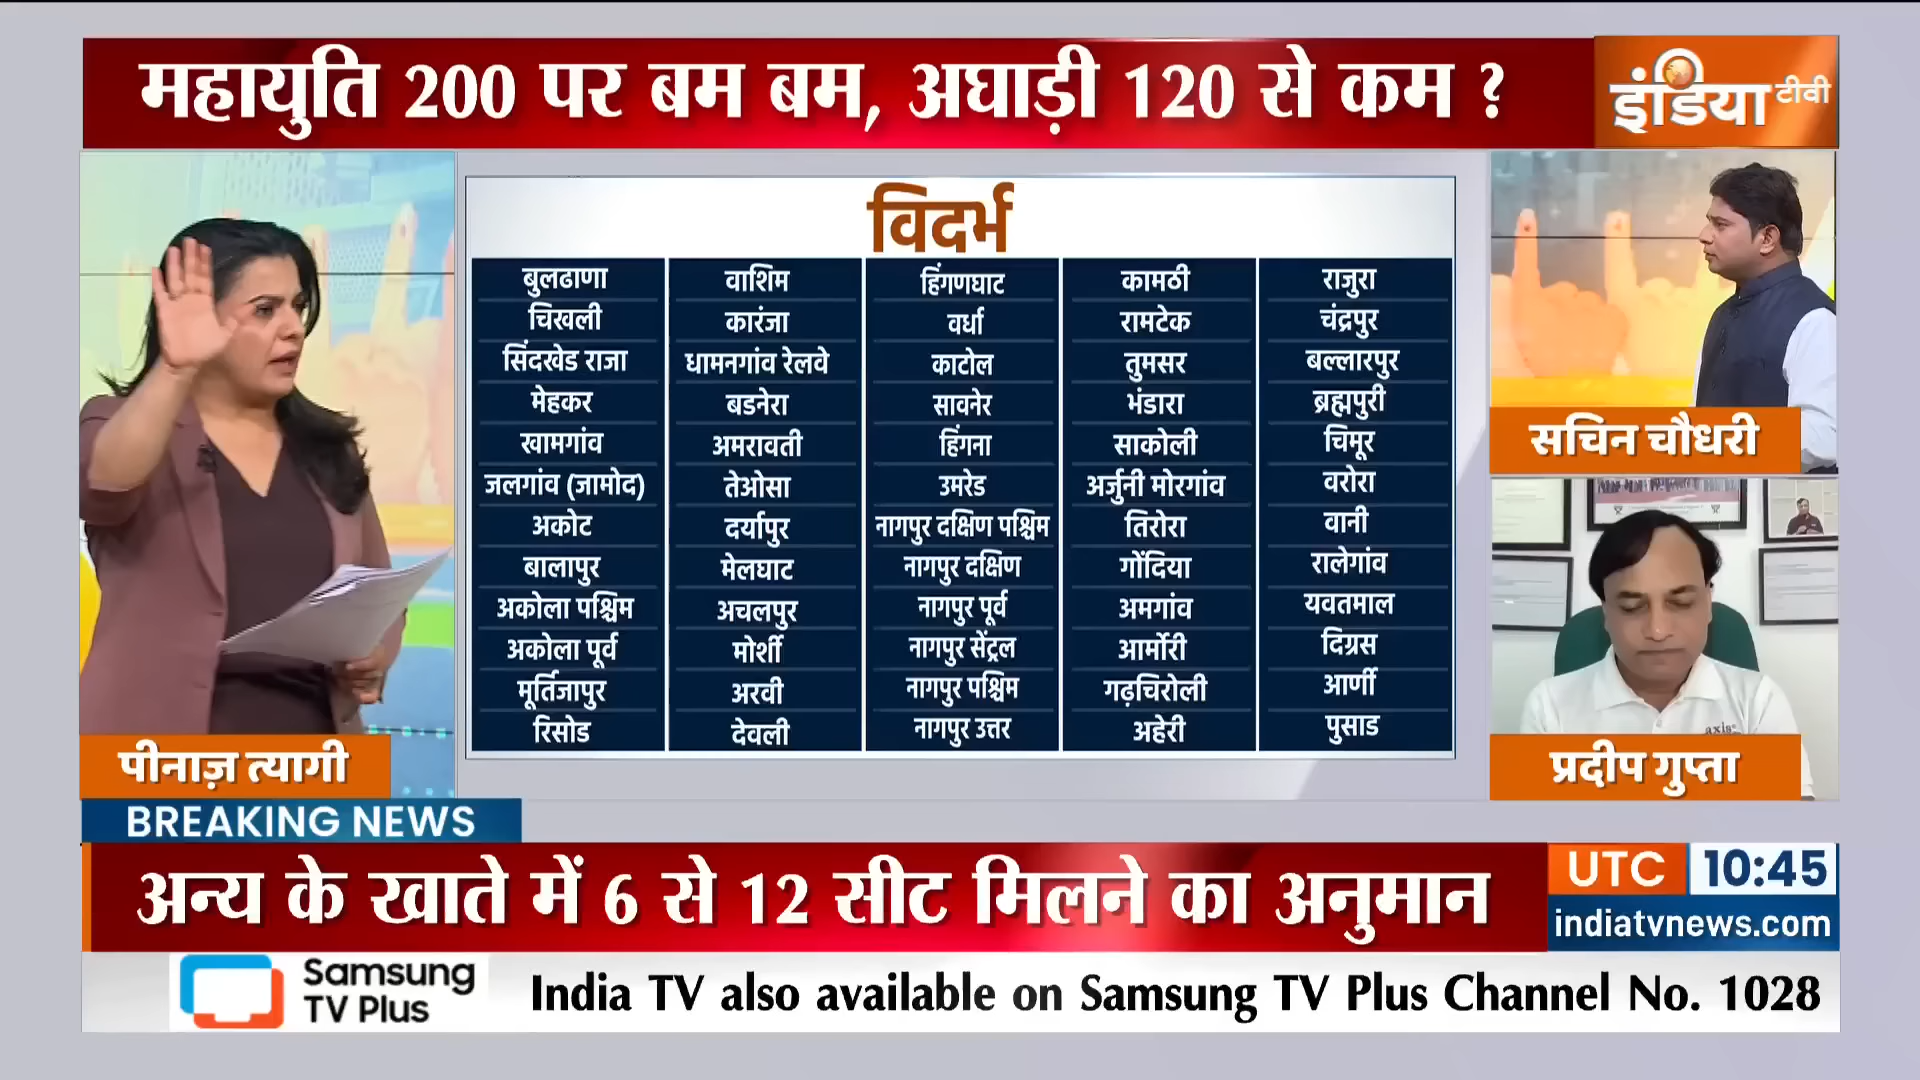 महायुति 200 पर बम बम, अघाड़ी 120 से कम ?
इंडिया टीवी
विदर्भ
बुलढाणा वाशिम हिंगणघाट कामठी राजुरा
चिखली कारंजा वर्धा रामटेक चंद्रपुर
सिंदखेड राजा धामनगांव रेलवे काटोल तुमसर बल्लारपुर
मेहकर बडनेरा सावनेर भंडारा ब्रह्मपुरी
खामगांव अमरावती हिंगना साकोली चिमूर
जलगांव (जामोद) तेओसा उमरेड अर्जुनी मोरगांव वरोरा
अकोट दर्यापुर नागपुर दक्षिण पश्चिम तिरोरा वानी
बालापुर मेलघाट नागपुर दक्षिण गोंदिया रालेगांव
अकोला पश्चिम अचलपुर नागपुर पूर्व अमगांव यवतमाल
अकोला पूर्व मोर्शी नागपुर सेंट्रल आर्मोरी दिग्रस
मूर्तिजापुर अरवी नागपुर पश्चिम गढ़चिरोली आर्णी
रिसोड देवली नागपुर उत्तर अहेरी पुसाड
सचिन चौधरी
axis
पीनाज़ त्यागी
प्रदीप गुप्ता
BREAKING NEWS
अन्य के खाते में 6 से 12 सीट मिलने का अनुमान
UTC 10:45
indiatvnews.com
Samsung
TV Plus
India TV also available on Samsung TV Plus Channel No. 1028